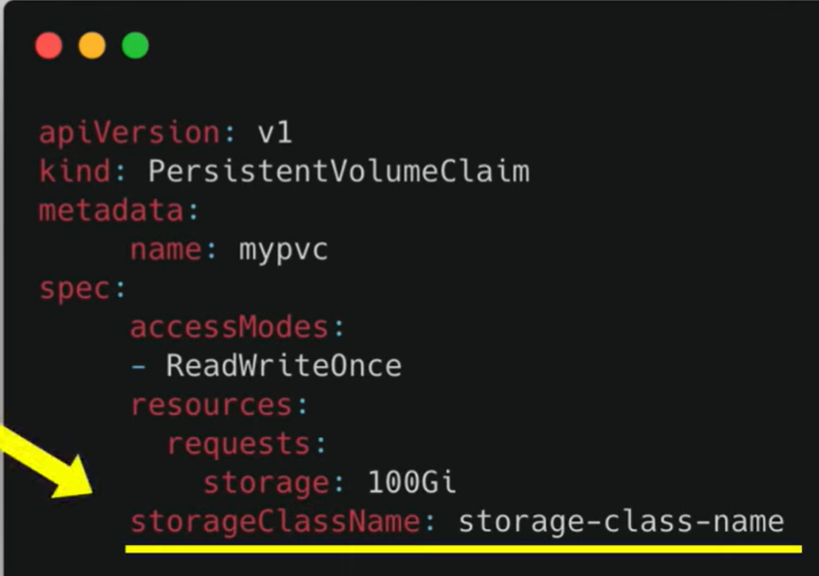 apiVersion: v1
kind: PersistentVolumeClaim
metadata:
     name: mypvc
spec:
     accessModes:
     - ReadWriteOnce
     resources:
       requests:
         storage: 100Gi
     storageClassName: storage-class-name